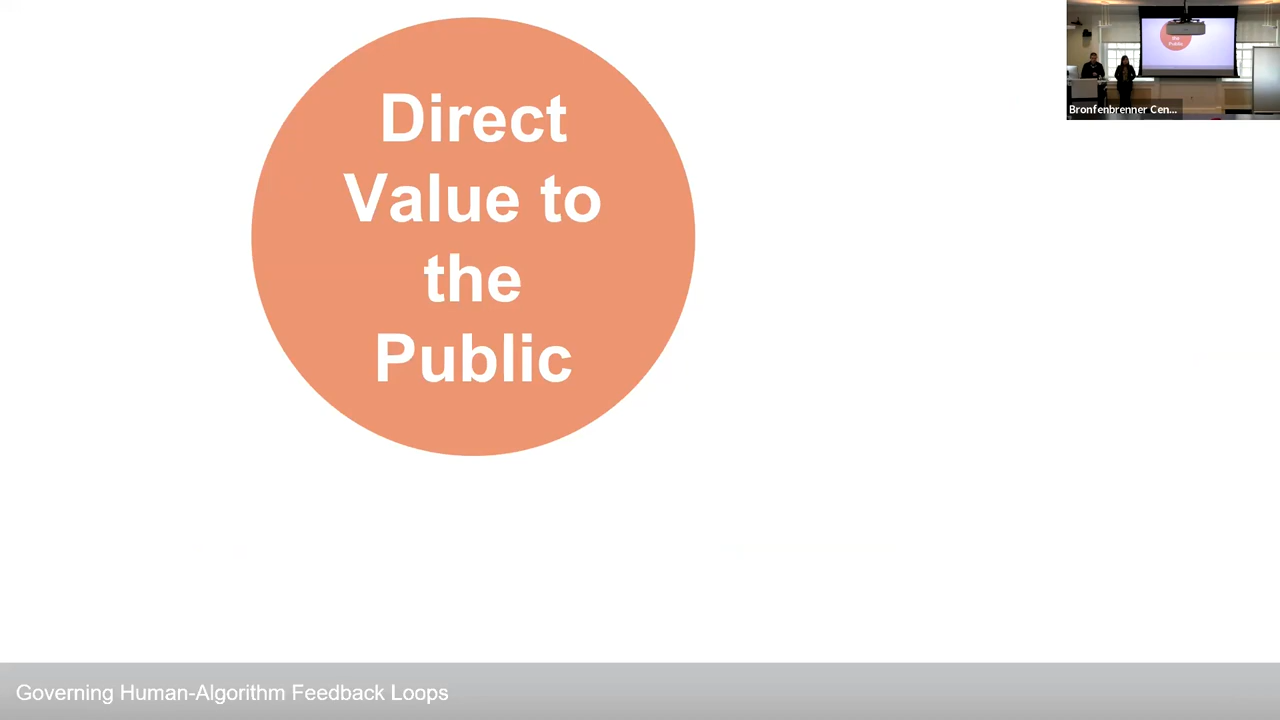 Direct
Value to
the
Public
Bronfenbrenner Cen...
Governing Human-Algorithm Feedback Loops